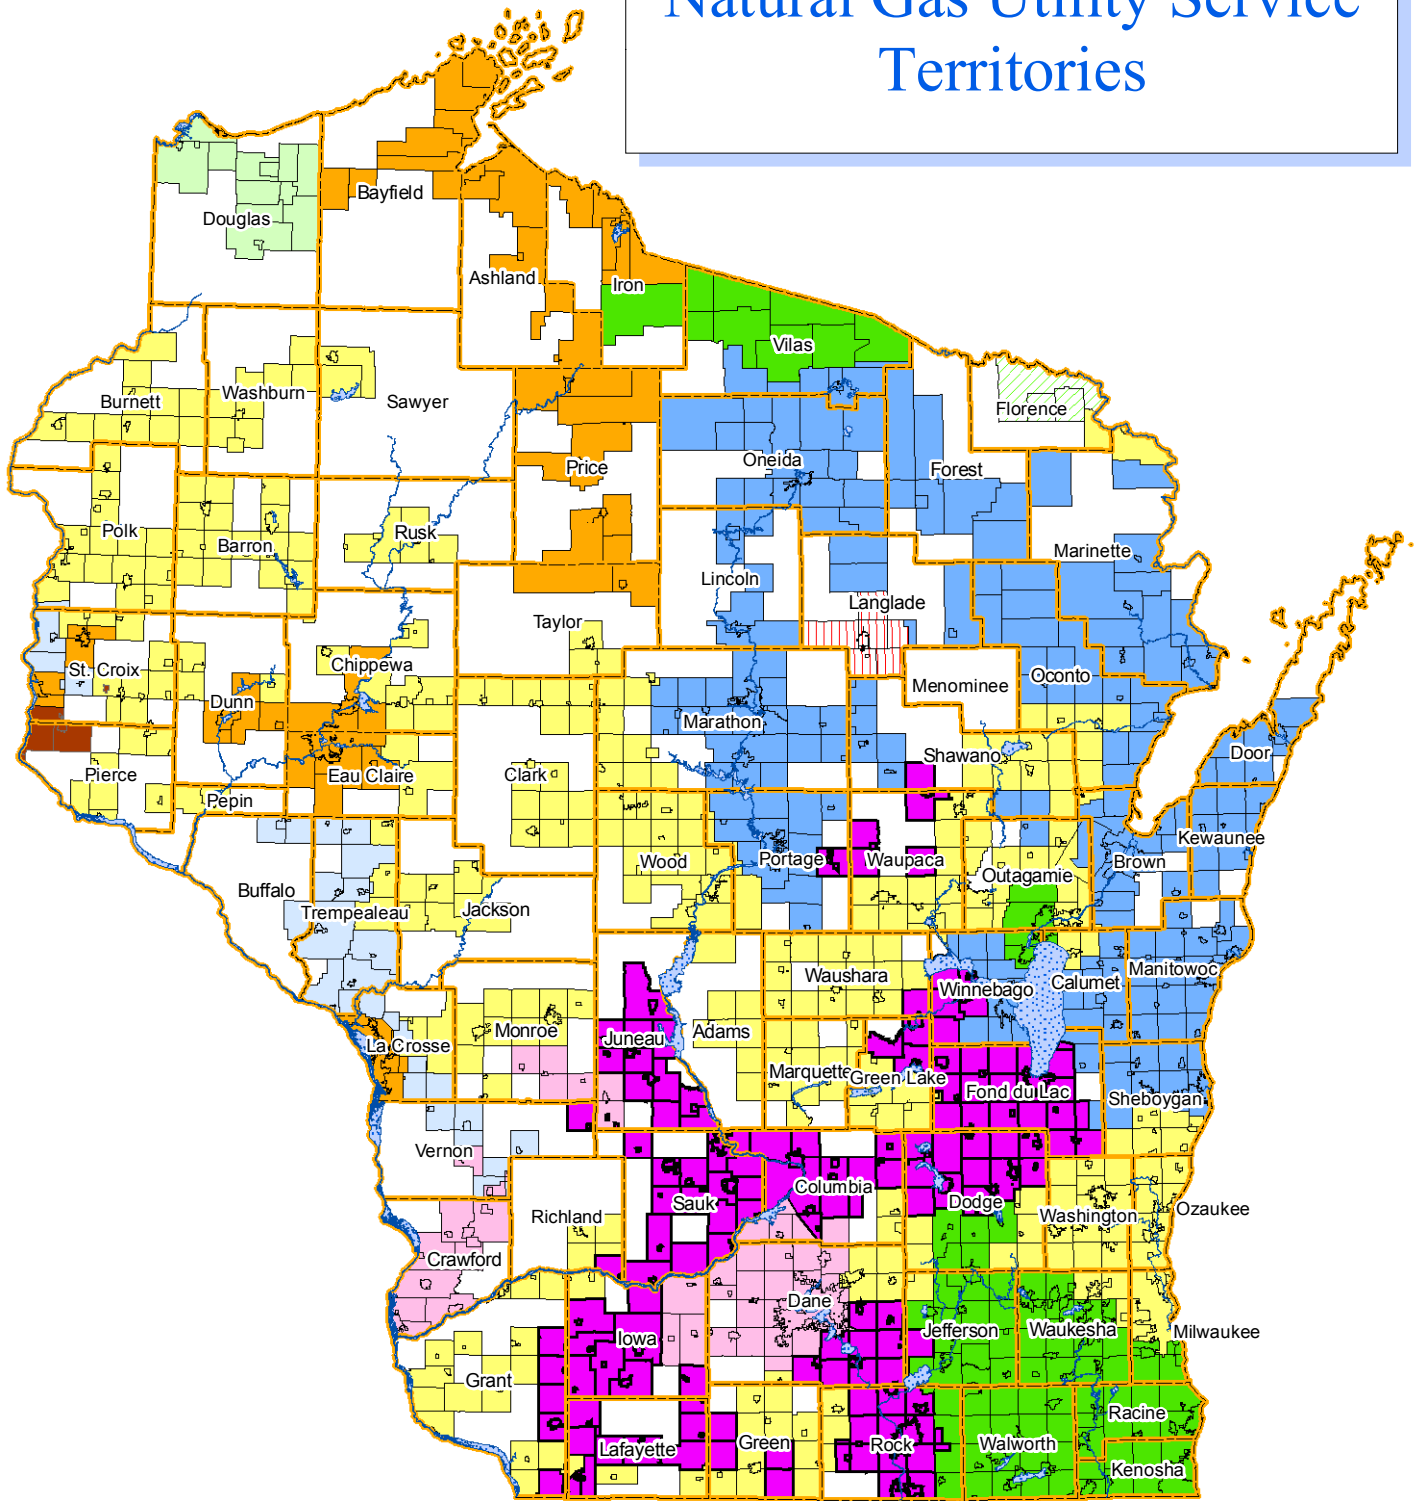 Natural Gas Utility Service
Territories
Bayfield
Douglas
Ashland
Iron
Vilas
Burnett
Washburn
Sawyer
Florence
Price
Oneida
Forest
Polk
Barron
Rusk
Marinette
Lincoln
Langlade
Taylor
St. Croix
Chippewa
Menominee
Oconto
Dunn
Marathon
Shawano
Door
Pierce
Eau Claire
Clark
Pepin
Kewaunee
Wood
Portage
Waupaca
Brown
Outagamie
Buffalo
Trempealeau
Jackson
Waushara
Winnebago
Calumet
Manitowoc
La Crosse
Monroe
Juneau
Adams
Marquette
Green Lake
Fond du Lac
Sheboygan
Vernon
Sauk
Columbia
Dodge
Richland
Washington
Ozaukee
Crawford
Dane
Iowa
Jefferson
Waukesha
Milwaukee
Grant
Racine
Lafayette
Green
Rock
Walworth
Kenosha